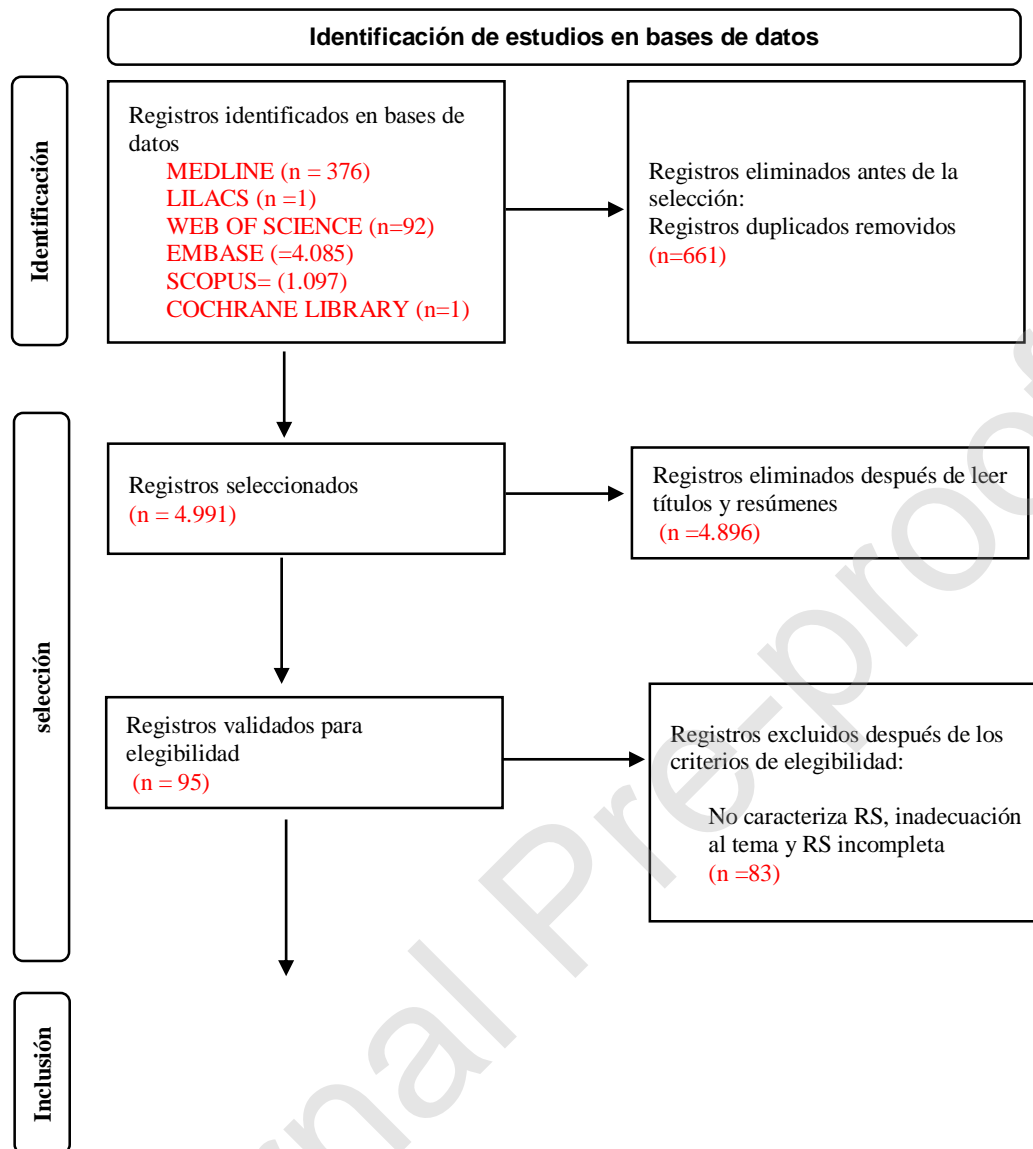 Identificación de estudios en bases de datos
Identificación
Registros identificados en bases de
datos
MEDLINE (n = 376)
LILACS (n =1)
WEB OF SCIENCE (n=92)
EMBASE (=4.085)
SCOPUS= (1.097)
COCHRANE LIBRARY (n=1)
Registros eliminados antes de la
selección:
Registros duplicados removidos
(n=661)
selección
Registros seleccionados
(n = 4.991)
Registros eliminados después de leer
títulos y resúmenes
(n =4.896)
Registros validados para
elegibilidad
(n = 95)
Registros excluidos después de los
criterios de elegibilidad:
No caracteriza RS, inadecuación
al tema y RS incompleta
(n =83)
Inclusión
rnal Pre-proof